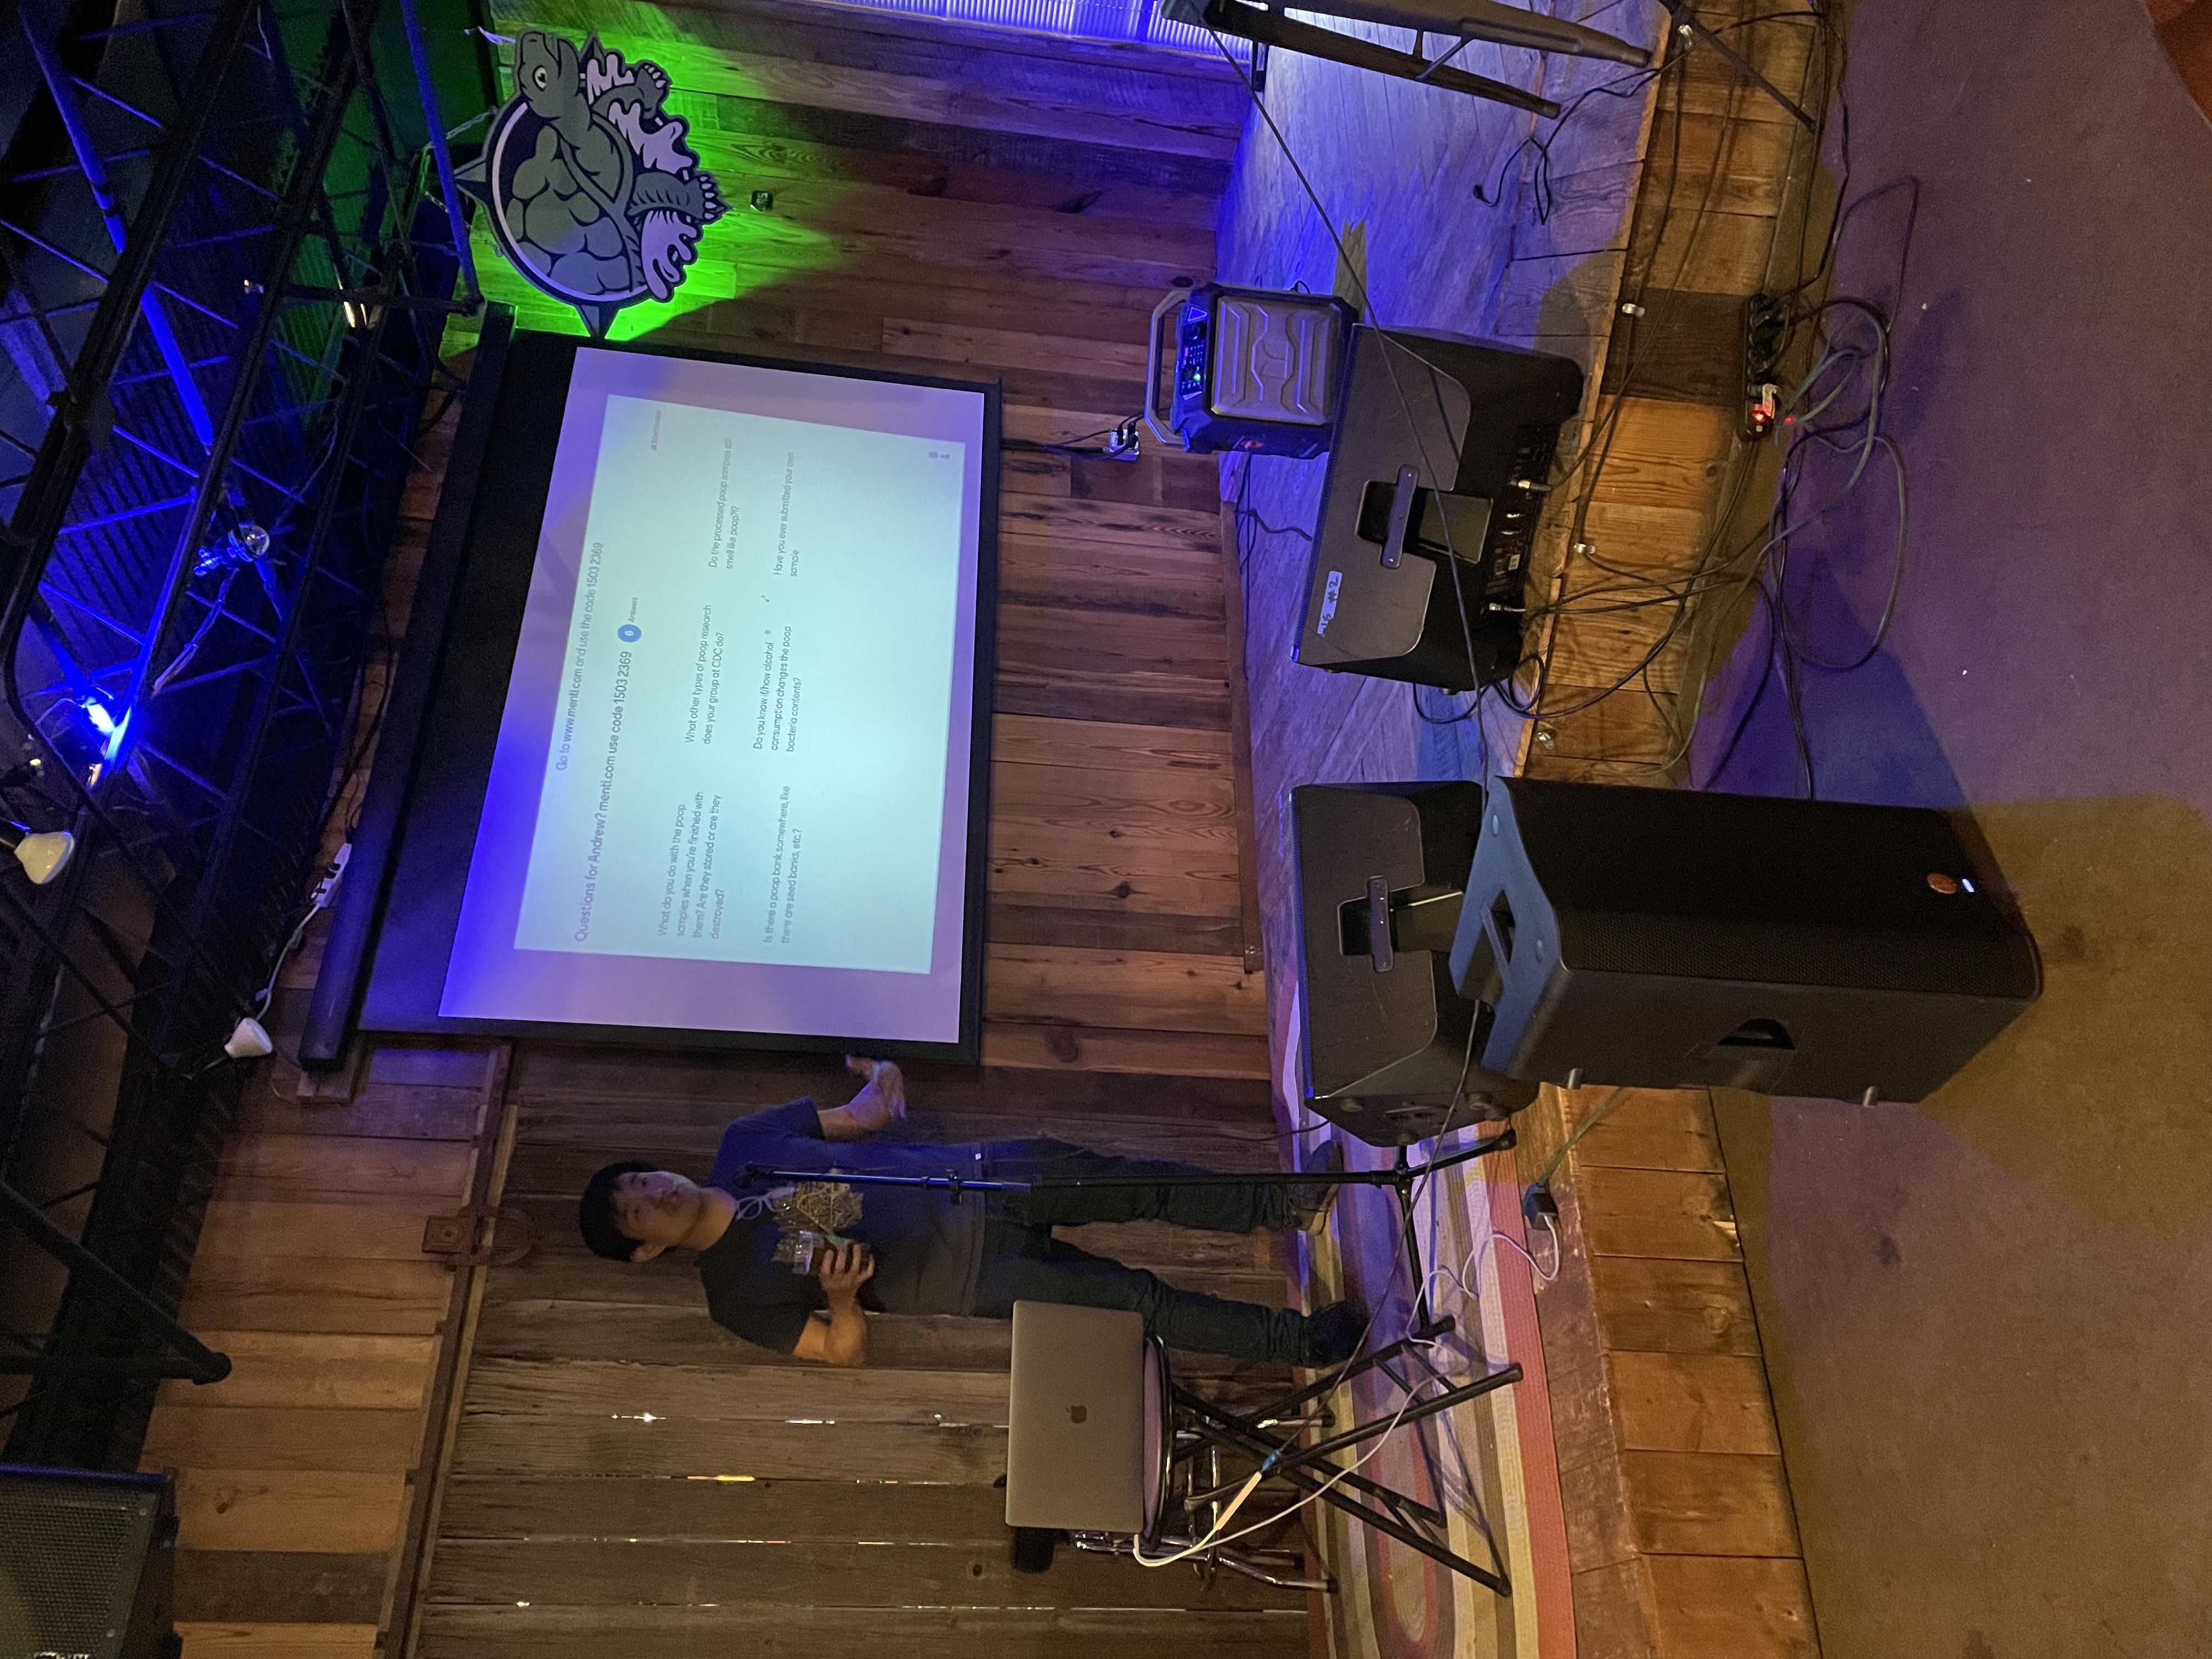 Go to www.menti.com and use the code 1503 2369
Questions for Andrew? menti.com use code 1503 2369
6 Answers
Mentimeter
What do you do with the poop
samples when you're finished with
them? Are they stored or are they
destroyed?
What other types of poop research
does your group at CDC do?
Do the processed poop samples still
smell like poop?!?
Is there a poop bank somewhere, like
there are seed banks, etc.?
Do you know if/how alcohol
consumption changes the poop
bacteria contents?
Have you ever submitted your own
sample
#2